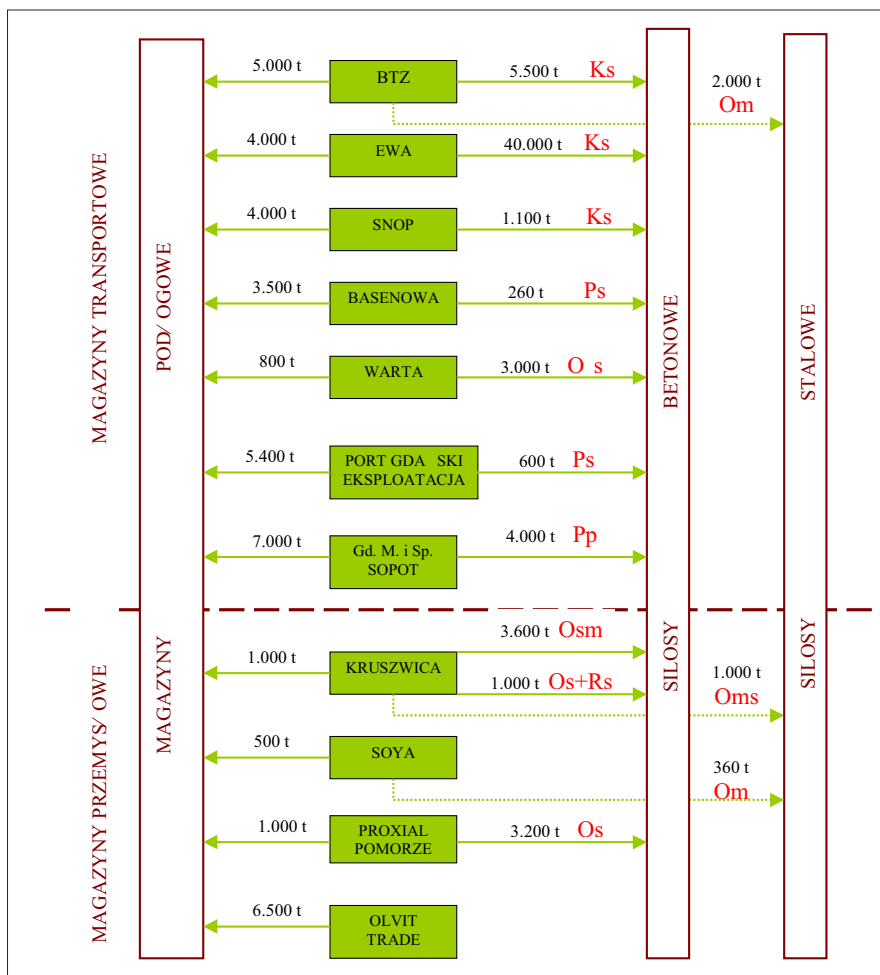 5.000 t
BTZ
5.500 t
Ks
2.000 t
Om
4.000 t
EWA
40.000 t
Ks
4.000 t
SNOP
1.100 t
Ks
3.500 t
BASENOWA
260 t
Ps
800 t
WARTA
3.000 t
O s
5.400 t
PORT GDA SKI
EKSPLOATACJA
600 t
Ps
7.000 t
Gd. M. i Sp.
SOPOT
4.000 t
Pp
MAGAZYNY TRANSPORTOWE
POD/ OGOWE
BETONOWE
STALOWE
3.600 t
Osm
1.000 t
KRUSZWICA
1.000 t
Os+Rs
1.000 t
Oms
500 t
SOYA
360 t
Om
1.000 t
PROXIAL
POMORZE
3.200 t
Os
6.500 t
OLVIT
TRADE
MAGAZYNY PRZEMYS/ OWE
MAGAZYNY
SILOSY
SILOSY